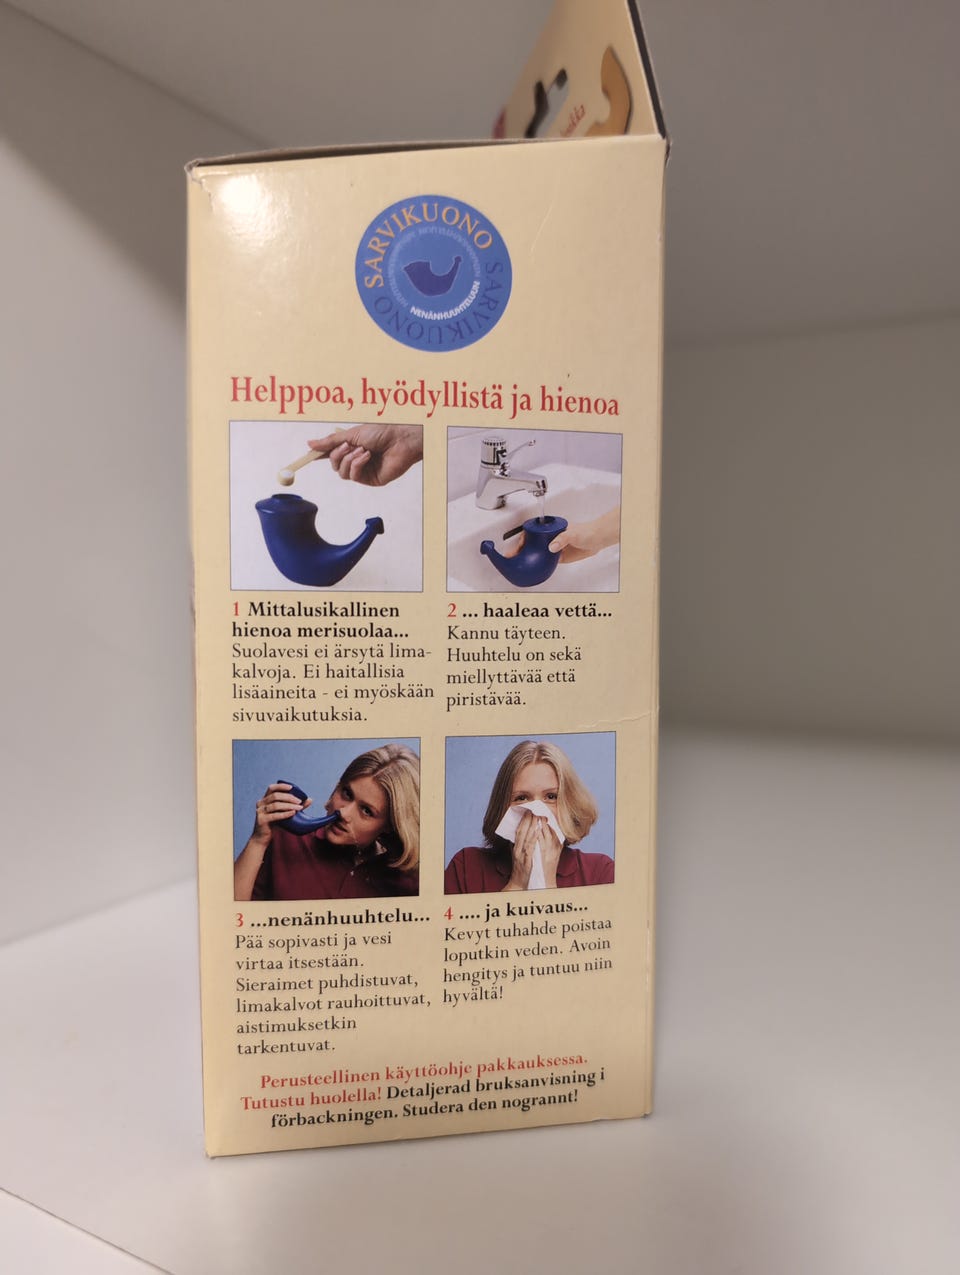 SARVIKUONO
SARVIKUONO
SARVIKUONO
NENÄNHUUHTELUUN
Helppoa, hyödyllistä ja hienoa
1 Mittalusikallinen
hienoa merisuolaa...
Suolavesi ei ärsytä lima-
kalvoja. Ei haitallisia
lisäaineita - ei myöskään
sivuvaikutuksia.
2 ... haaleaa vettä...
Kannu täyteen.
Huuhtelu on sekä
miellyttävää että
piristävää.
3 ...nenänhuuhtelu...
Pää sopivasti ja vesi
virtaa itsestään.
Sieraimet puhdistuvat,
limakalvot rauhoittuvat,
aistimuksetkin
tarkentuvat.
4 .... ja kuivaus...
Kevyt tuhahde poistaa
loputkin veden. Avoin
hengitys ja tuntuu niin
hyvältä!
Perusteellinen käyttöohje pakkauksessa.
Tutustu huolella! Detaljerad bruksanvisning i
förbackningen. Studera den nogrannt!